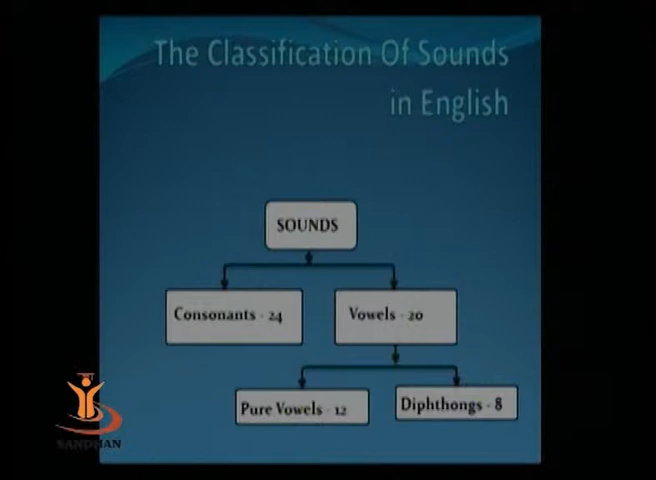 The Classification Of Sounds
in English
SOUNDS
Consonants - 24
Vowels - 20
Pure Vowels - 12
Diphthongs - 8
SANDHAN